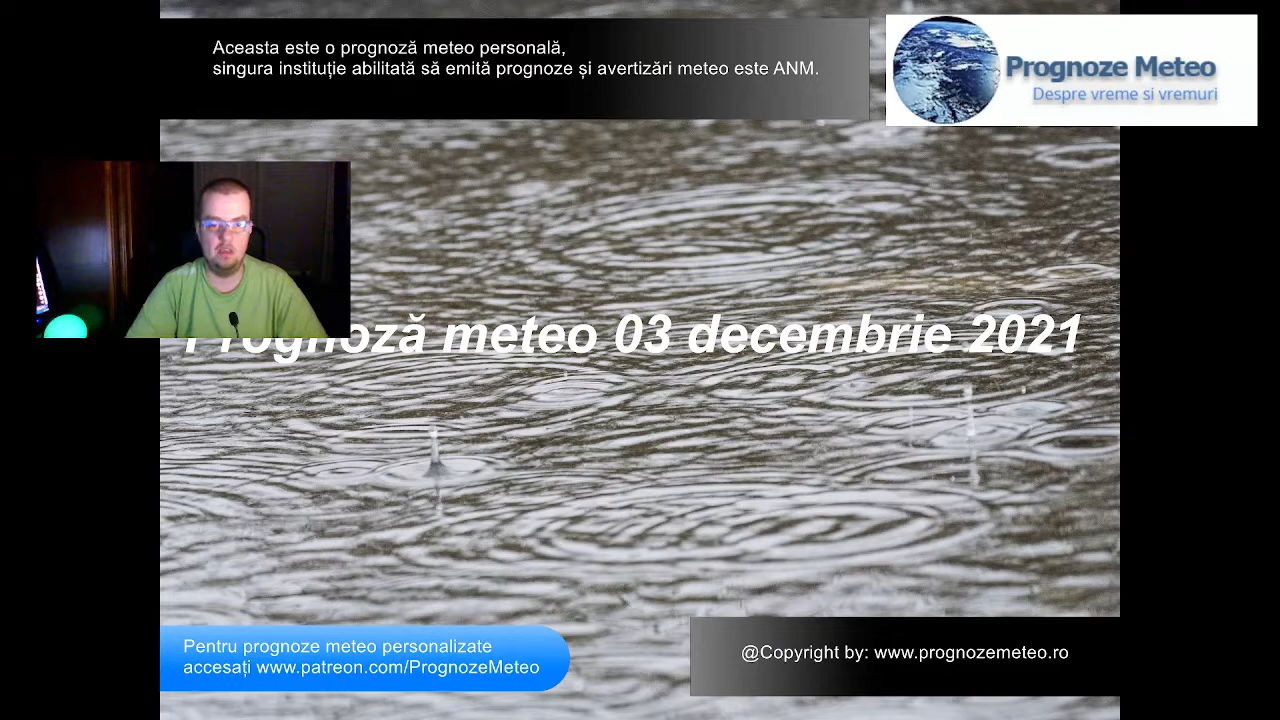 Aceasta este o prognoză meteo personală,
singura instituție abilitată să emită prognoze și avertizări meteo este ANM.
Prognoze Meteo
Despre vreme si vremuri
Prognoză meteo 03 decembrie 2021
Pentru prognoze meteo personalizate
accesați www.patreon.com/PrognozeMeteo
@Copyright by: www.prognozemeteo.ro